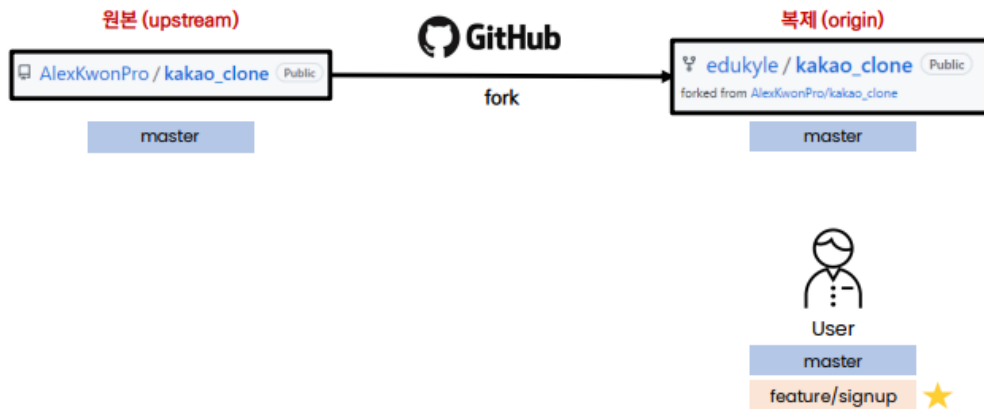 원본 (upstream)
GitHub
복제 (origin)
AlexKwonPro / kakao_clone Public
edukyle / kakao_clone Public
forked from AlexKwonPro/kakao_clone
fork
master
master
User
master
feature/signup